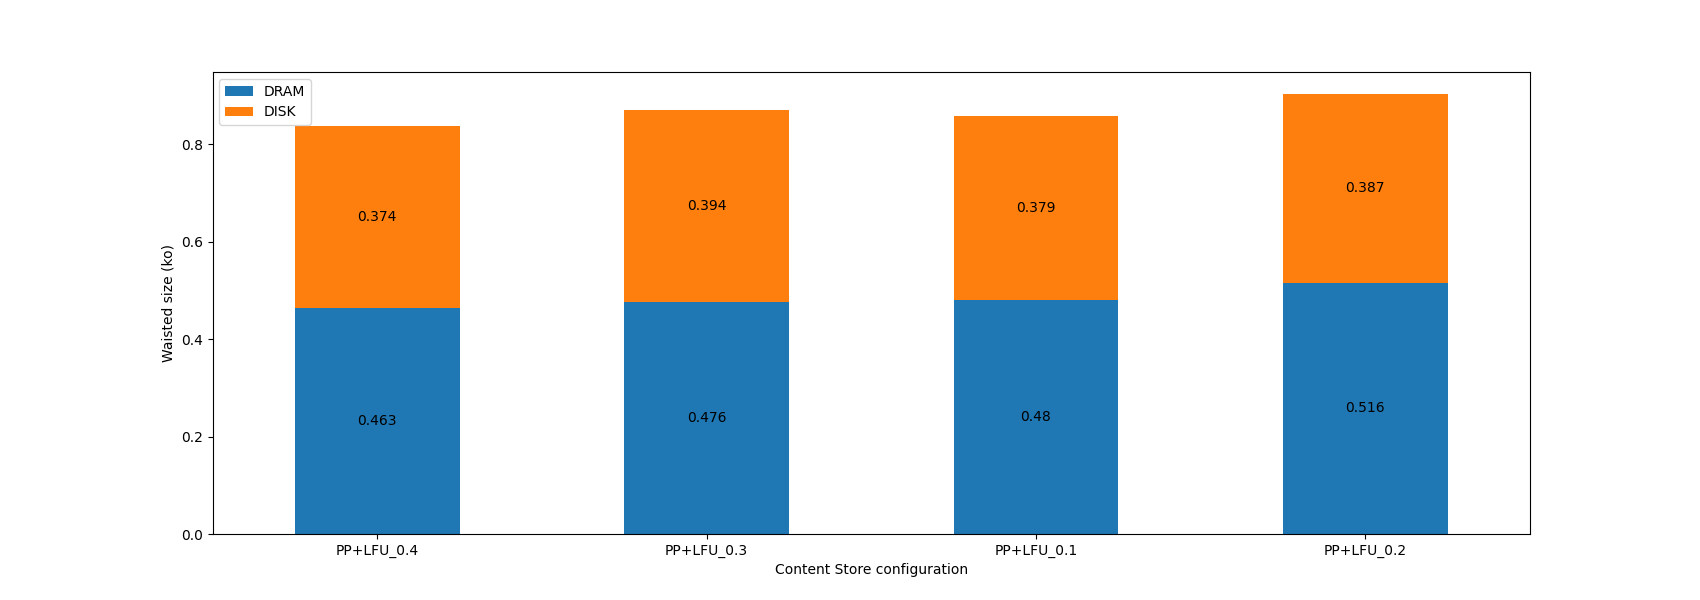 DRAM
DISK
0.8
0.6
0.4
0.2
0.0
Waisted size (ko)
0.374
0.394
0.379
0.387
0.463
0.476
0.48
0.516
PP+LFU_0.4
PP+LFU_0.3
PP+LFU_0.1
PP+LFU_0.2
Content Store configuration